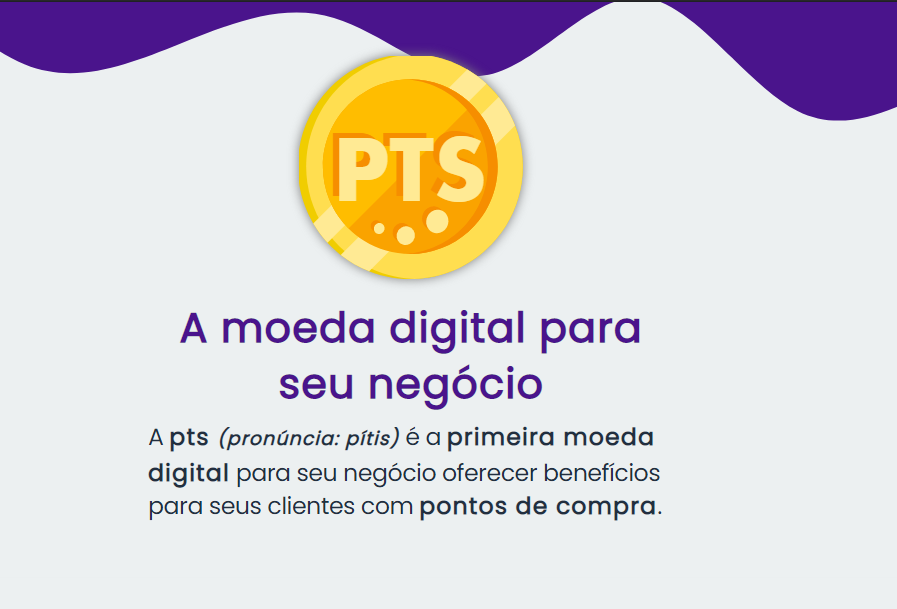 PTS
A moeda digital para
seu negócio
A pts (pronúncia: pítis) é a primeira moeda
digital para seu negócio oferecer benefícios
para seus clientes com pontos de compra.